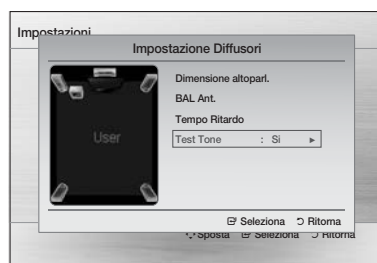 Impostazioni
Impostazione Diffusori
Dimensione altoparl.
BAL Ant.
Tempo Ritardo
User
Test Tone : Si ►
Seleziona Ritorna
Sposta Seleziona Ritorna